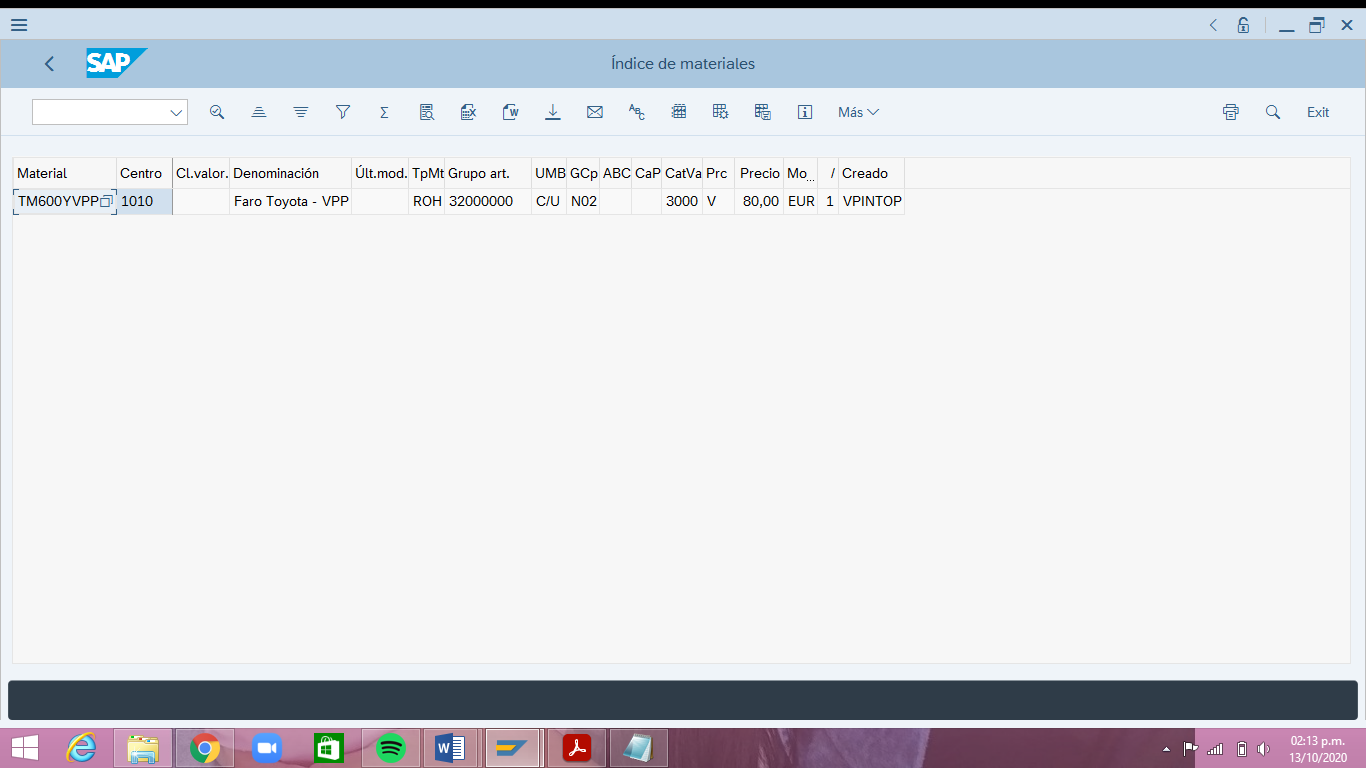 SAP
Índice de materiales
Más
Exit
Material Centro Cl.valor. Denominación Últ.mod. TpMt Grupo art. UMB GCp ABC CaP CatVa Prc Precio Mo... / Creado
TM600YVPP 1010 Faro Toyota - VPP ROH 32000000 C/U N02 3000 V 80,00 EUR 1 VPINTOP
02:13 p.m.
13/10/2020